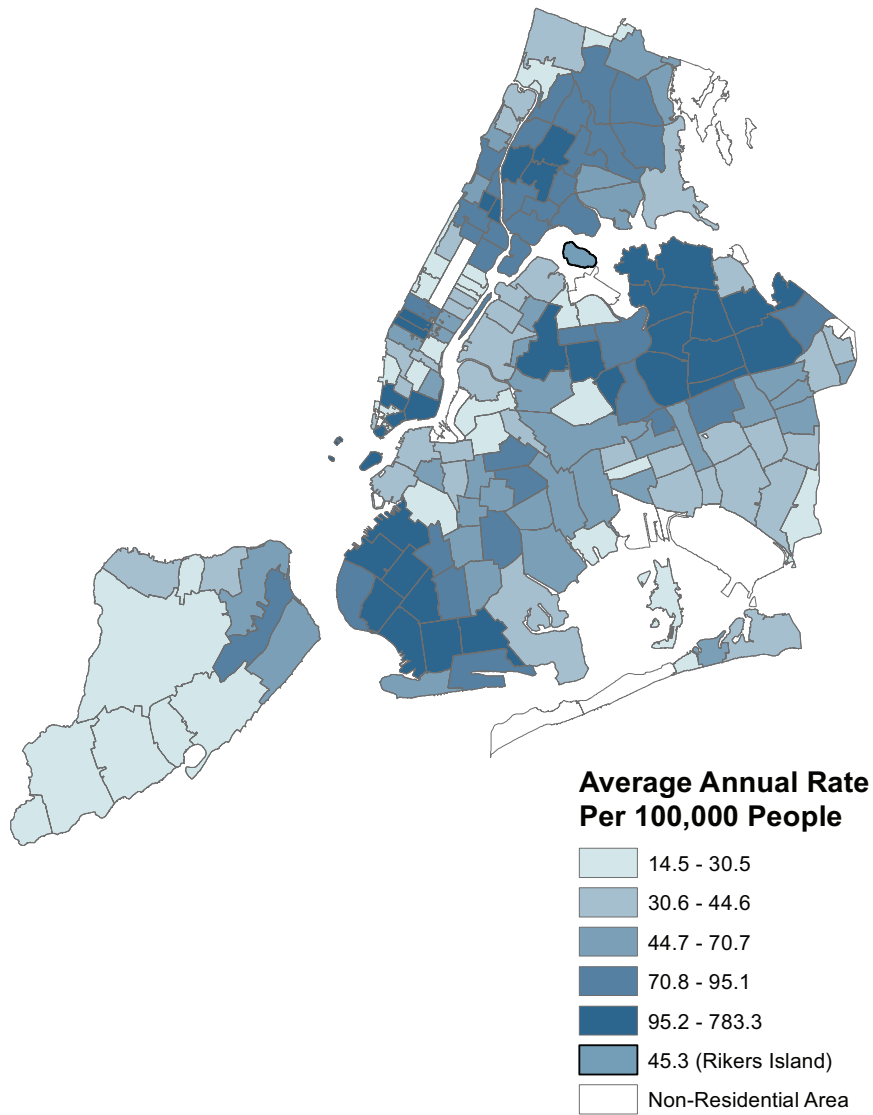 Average Annual Rate
Per 100,000 People
14.5 - 30.5
30.6 - 44.6
44.7 - 70.7
70.8 - 95.1
95.2 - 783.3
45.3 (Rikers Island)
Non-Residential Area